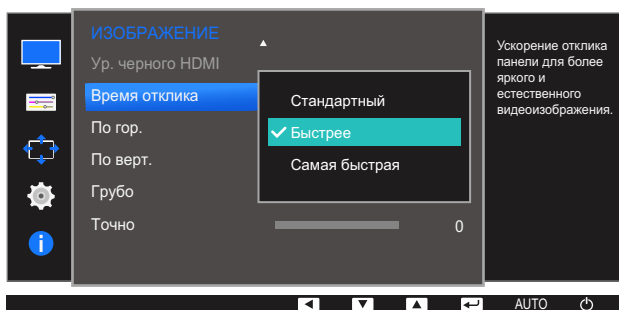 ИЗОБРАЖЕНИЕ
Ур. черного HDMI
Время отклика
По гор.
По верт.
Грубо
Точно
0
Стандартный
Быстрее
Самая быстрая
Ускорение отклика
панели для более
яркого и
естественного
видеоизображения.
AUTO